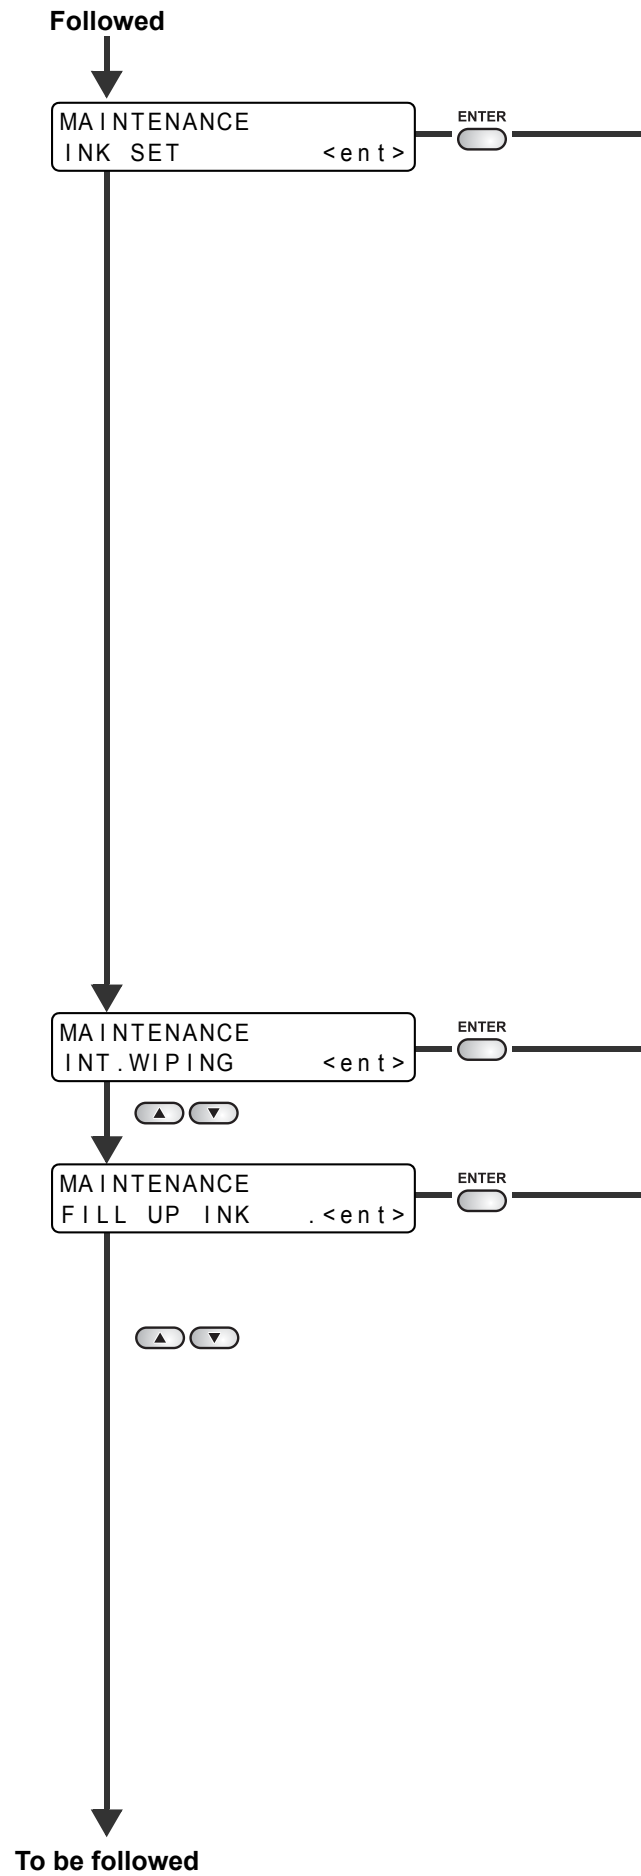 Followed
MAINTENANCE
ENTER
INK SET <ent>
MAINTENANCE
ENTER
INT.WIPING <ent>
MAINTENANCE
ENTER
FILL UP INK .<ent>
To be followed